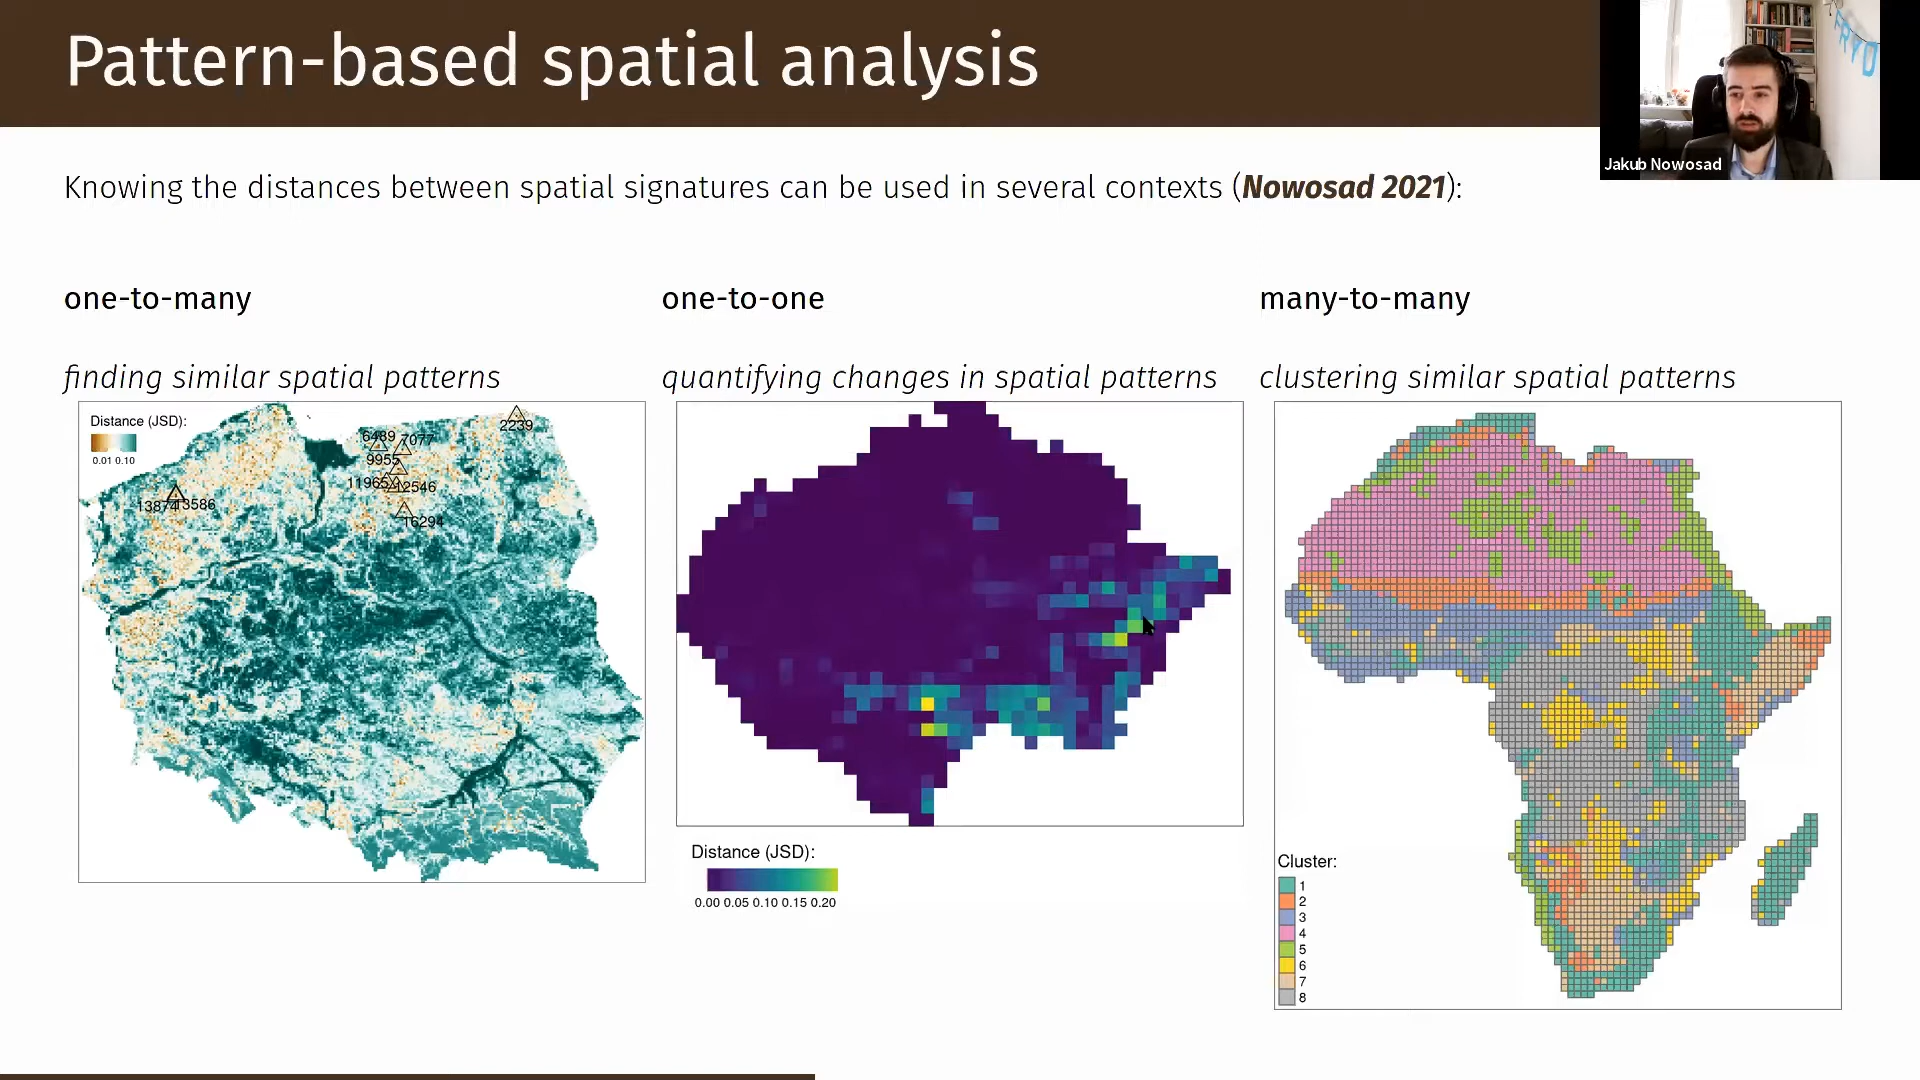 Pattern-based spatial analysis
Jakub Nowosad
Knowing the distances between spatial signatures can be used in several contexts (Nowosad 2021):
one-to-many
finding similar spatial patterns
Distance (JSD):
0.01 0.10
2239
6489
7077
9955
11965
2546
13874
3586
16294
one-to-one
quantifying changes in spatial patterns
Distance (JSD):
0.00 0.05 0.10 0.15 0.20
many-to-many
clustering similar spatial patterns
Cluster:
1
2
3
4
5
6
7
8